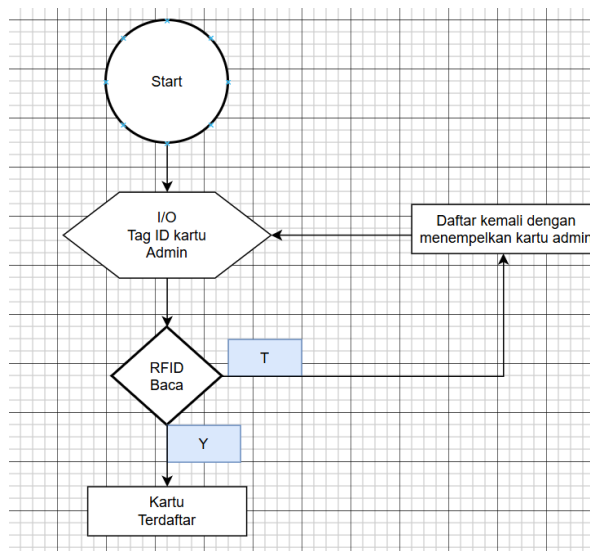 Start
I/O
Tag ID kartu
Admin
Daftar kemali dengan
menempelkan kartu admin
RFID
Baca
T
Y
Kartu
Terdaftar